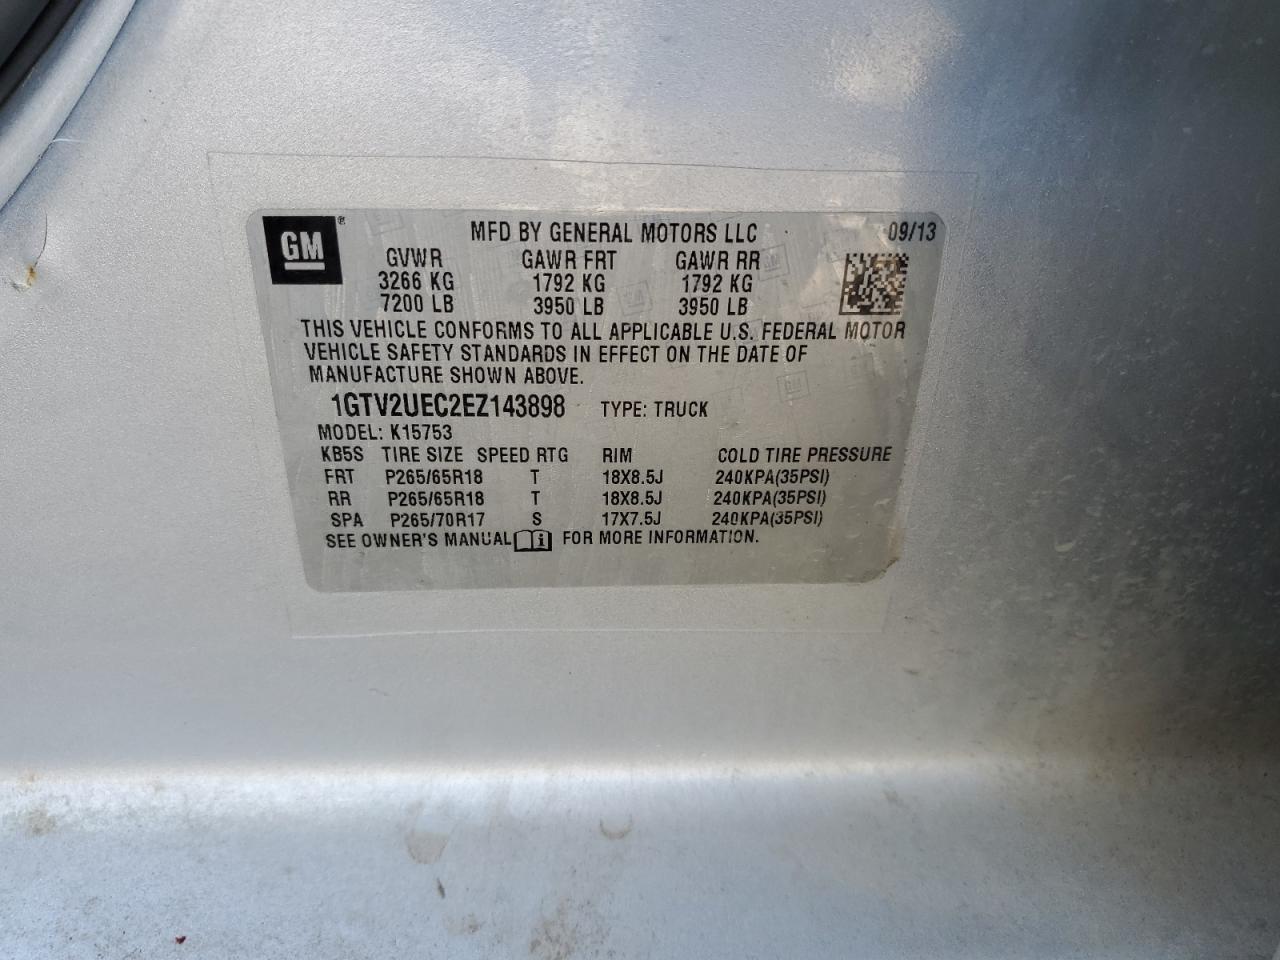 GM ® MFD BY GENERAL MOTORS LLC 09/13
GVWR GAWR FRT GAWR RR
3266 KG 1792 KG 1792 KG
7200 LB 3950 LB 3950 LB
THIS VEHICLE CONFORMS TO ALL APPLICABLE U.S. FEDERAL MOTOR
VEHICLE SAFETY STANDARDS IN EFFECT ON THE DATE OF
MANUFACTURE SHOWN ABOVE.
1GTV2UEC2EZ143898 TYPE: TRUCK
MODEL: K15753
KB5S TIRE SIZE SPEED RTG RIM COLD TIRE PRESSURE
FRT P265/65R18 T 18X8.5J 240KPA(35PSI)
RR P265/65R18 T 18X8.5J 240KPA(35PSI)
SPA P265/70R17 S 17X7.5J 240KPA(35PSI)
SEE OWNER'S MANUAL i FOR MORE INFORMATION.